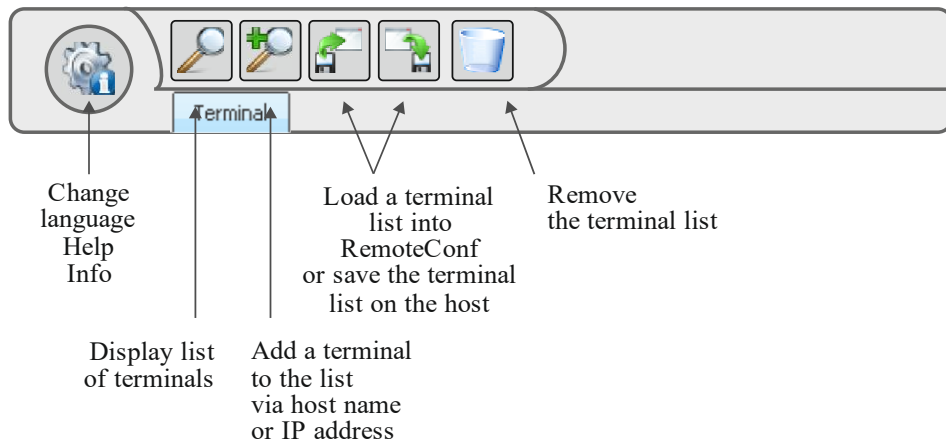 Terminal
Change
language
Help
Info
Load a terminal
list into
RemoteConf
or save the terminal
list on the host
Remove
the terminal list
Display list
of terminals
Add a terminal
to the list
via host name
or IP address